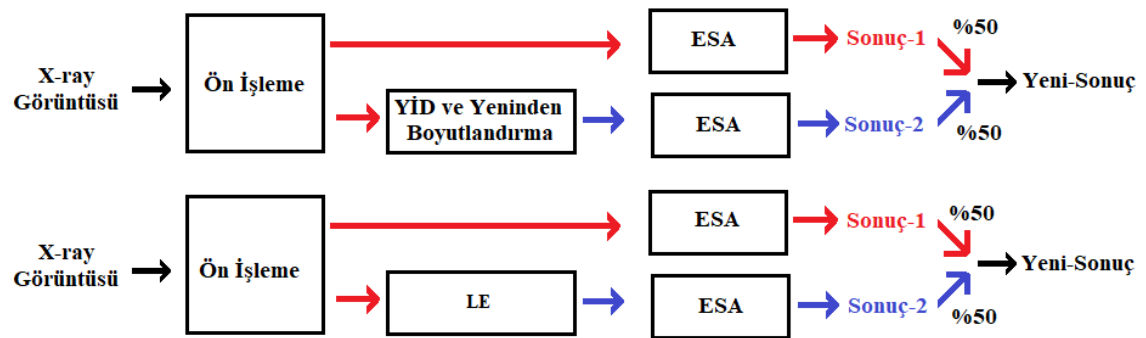 X-ray
Görüntüsü
Ön İşleme
YİD ve Yeninden
Boyutlandırma
ESA
Sonuç-1
%50
ESA
Sonuç-2
%50
Yeni-Sonuç
X-ray
Görüntüsü
Ön İşleme
LE
ESA
Sonuç-1
%50
ESA
Sonuç-2
%50
Yeni-Sonuç